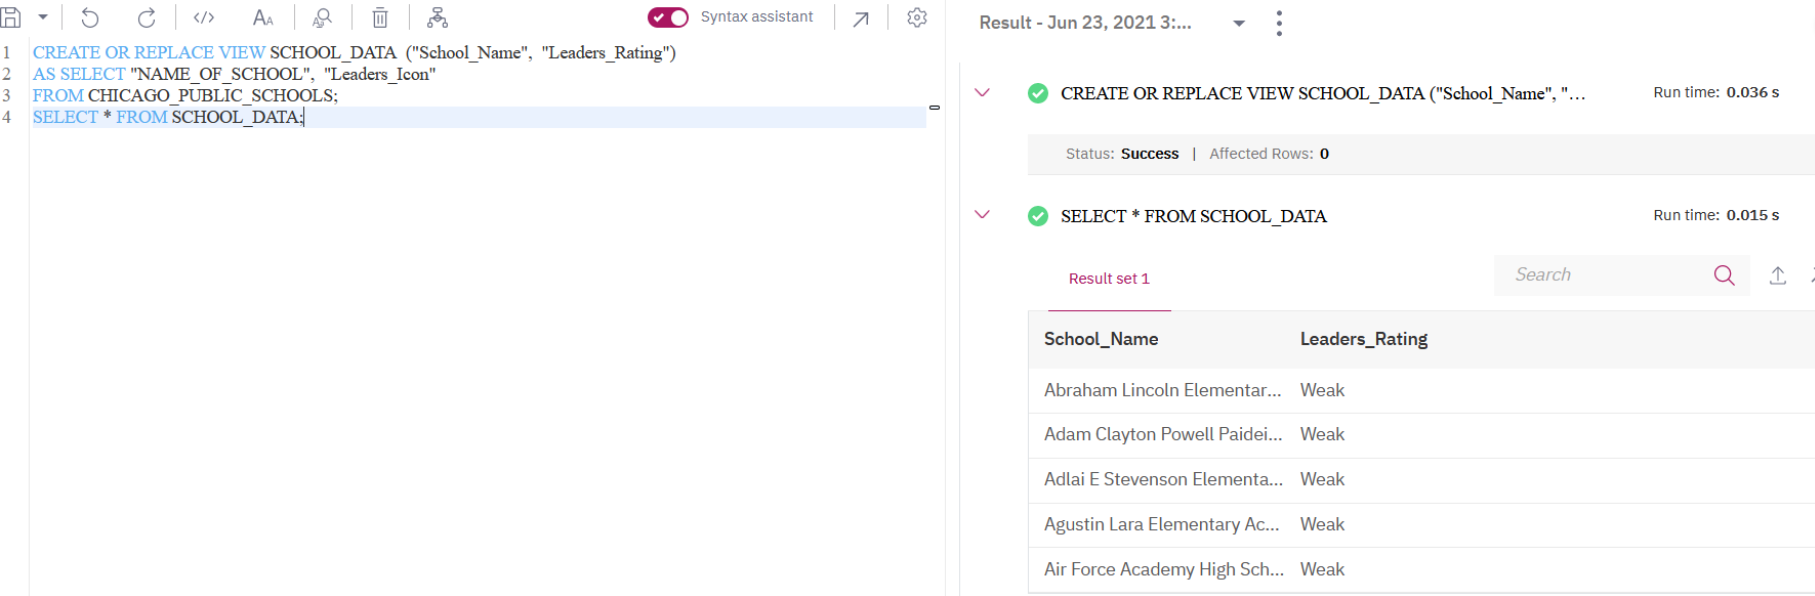 Syntax assistant
1 CREATE OR REPLACE VIEW SCHOOL_DATA ("School_Name", "Leaders_Rating")
2 AS SELECT "NAME_OF_SCHOOL", "Leaders_Icon"
3 FROM CHICAGO_PUBLIC_SCHOOLS;
4 SELECT * FROM SCHOOL_DATA;
Result - Jun 23, 2021 3:...
CREATE OR REPLACE VIEW SCHOOL_DATA ("School_Name", "... Run time: 0.036 s
Status: Success | Affected Rows: 0
SELECT * FROM SCHOOL_DATA Run time: 0.015 s
Result set 1 Search
School_Name Leaders_Rating
Abraham Lincoln Elementar... Weak
Adam Clayton Powell Paidei... Weak
Adlai E Stevenson Elementa... Weak
Agustin Lara Elementary Ac... Weak
Air Force Academy High Sch... Weak